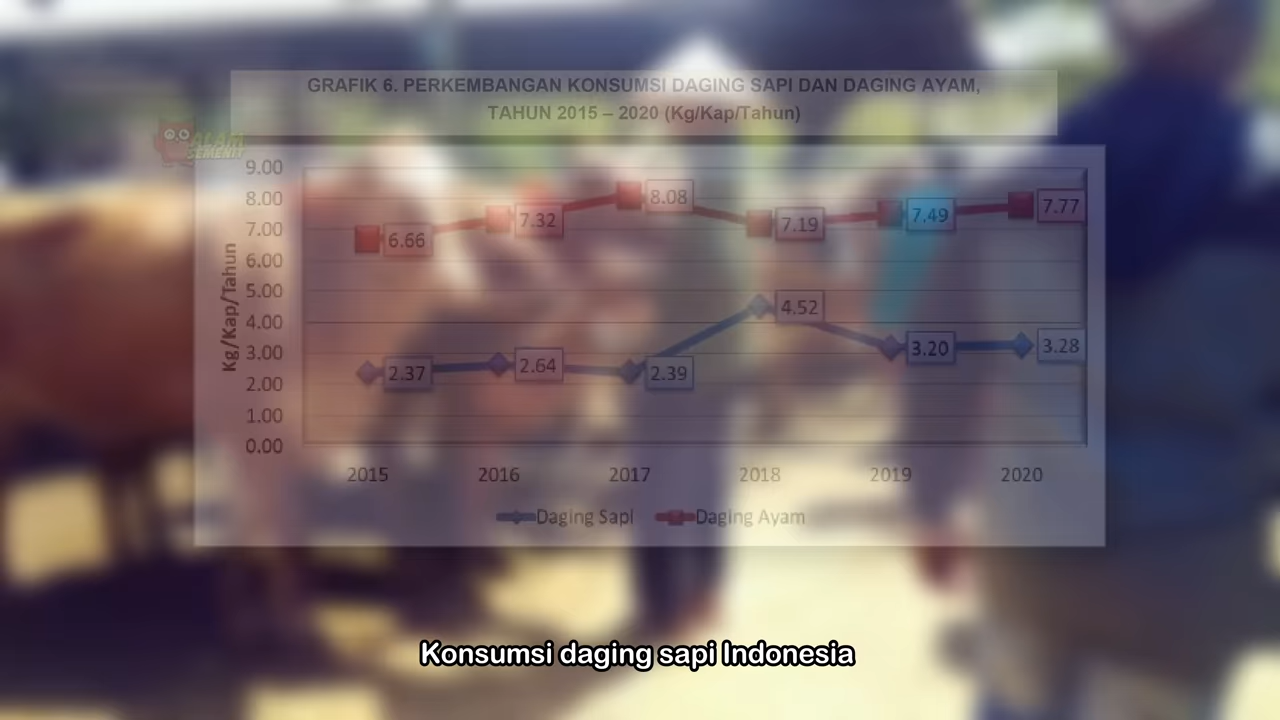 GRAFIK 6. PERKEMBANGAN KONSUMSI DAGING SAPI DAN DAGING AYAM,
TAHUN 2015 – 2020 (Kg/Kap/Tahun)
ALAM
SEMENIT
Kg/Kap/Tahun
9.00
8.00
7.00
6.00
5.00
4.00
3.00
2.00
1.00
0.00
6.66
7.32
8.08
7.19
7.49
7.77
2.37
2.64
2.39
4.52
3.20
3.28
2015 2016 2017 2018 2019 2020
Daging Sapi Daging Ayam
Konsumsi daging sapi Indonesia